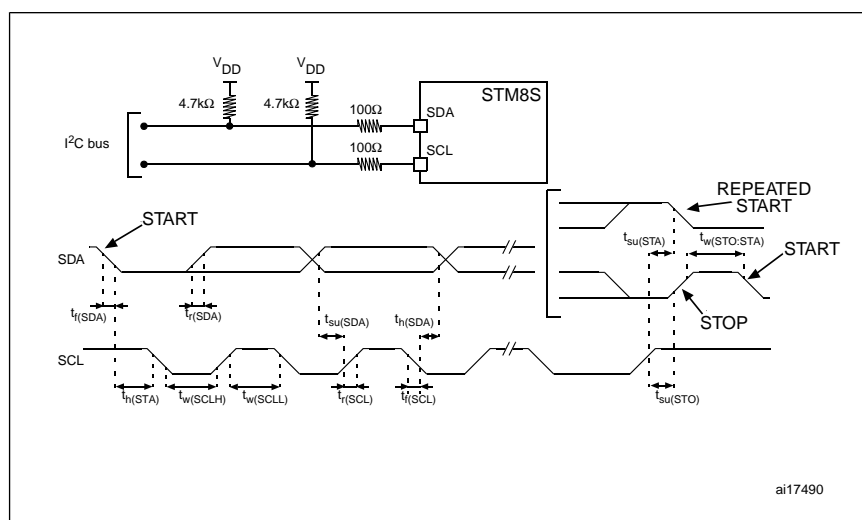 V_DD V_DD
4.7kΩ 4.7kΩ 100Ω STM8S
SDA
I²C bus
100Ω SCL
REPEATED
START
START
t_su(STA) t_w(STO:STA)
START
SDA
t_f(SDA) t_r(SDA) t_su(SDA) t_h(SDA)
STOP
SCL
t_h(STA) t_w(SCLH) t_w(SCLL) t_r(SCL) t_f(SCL) t_su(STO)
ai17490